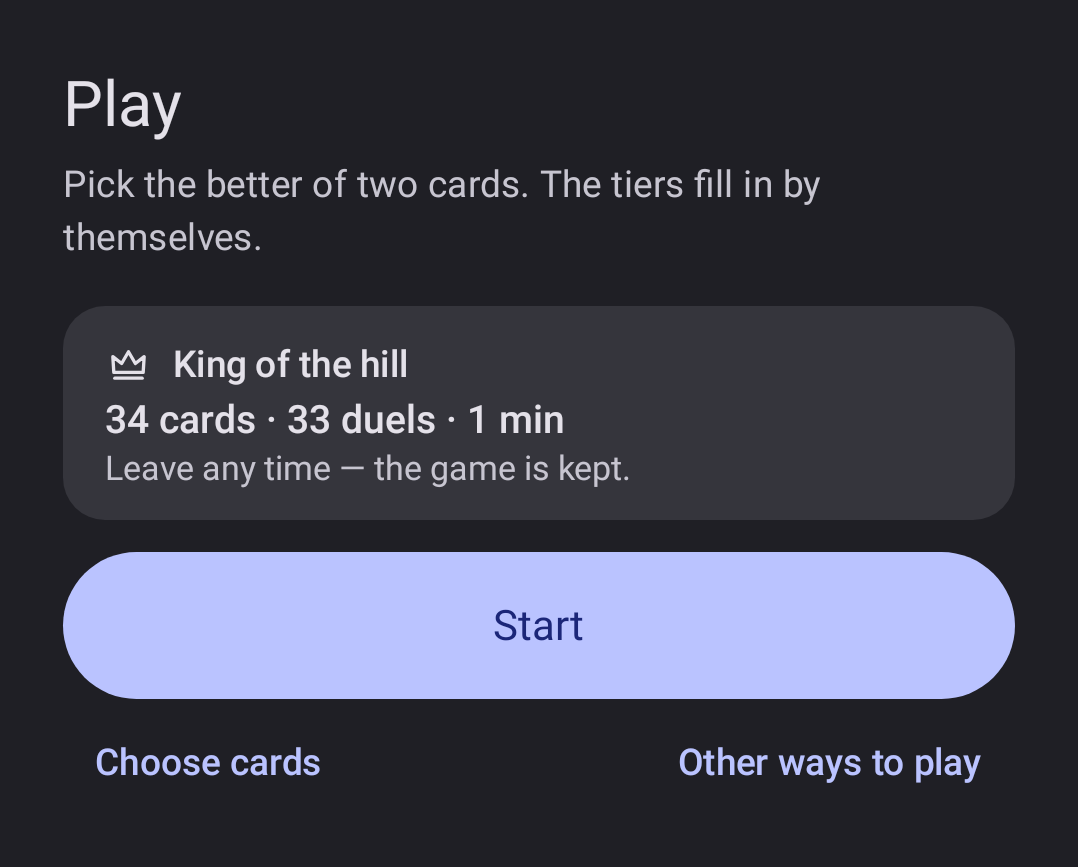 Play
Pick the better of two cards. The tiers fill in by
themselves.
King of the hill
34 cards · 33 duels · 1 min
Leave any time — the game is kept.
Start
Choose cards
Other ways to play